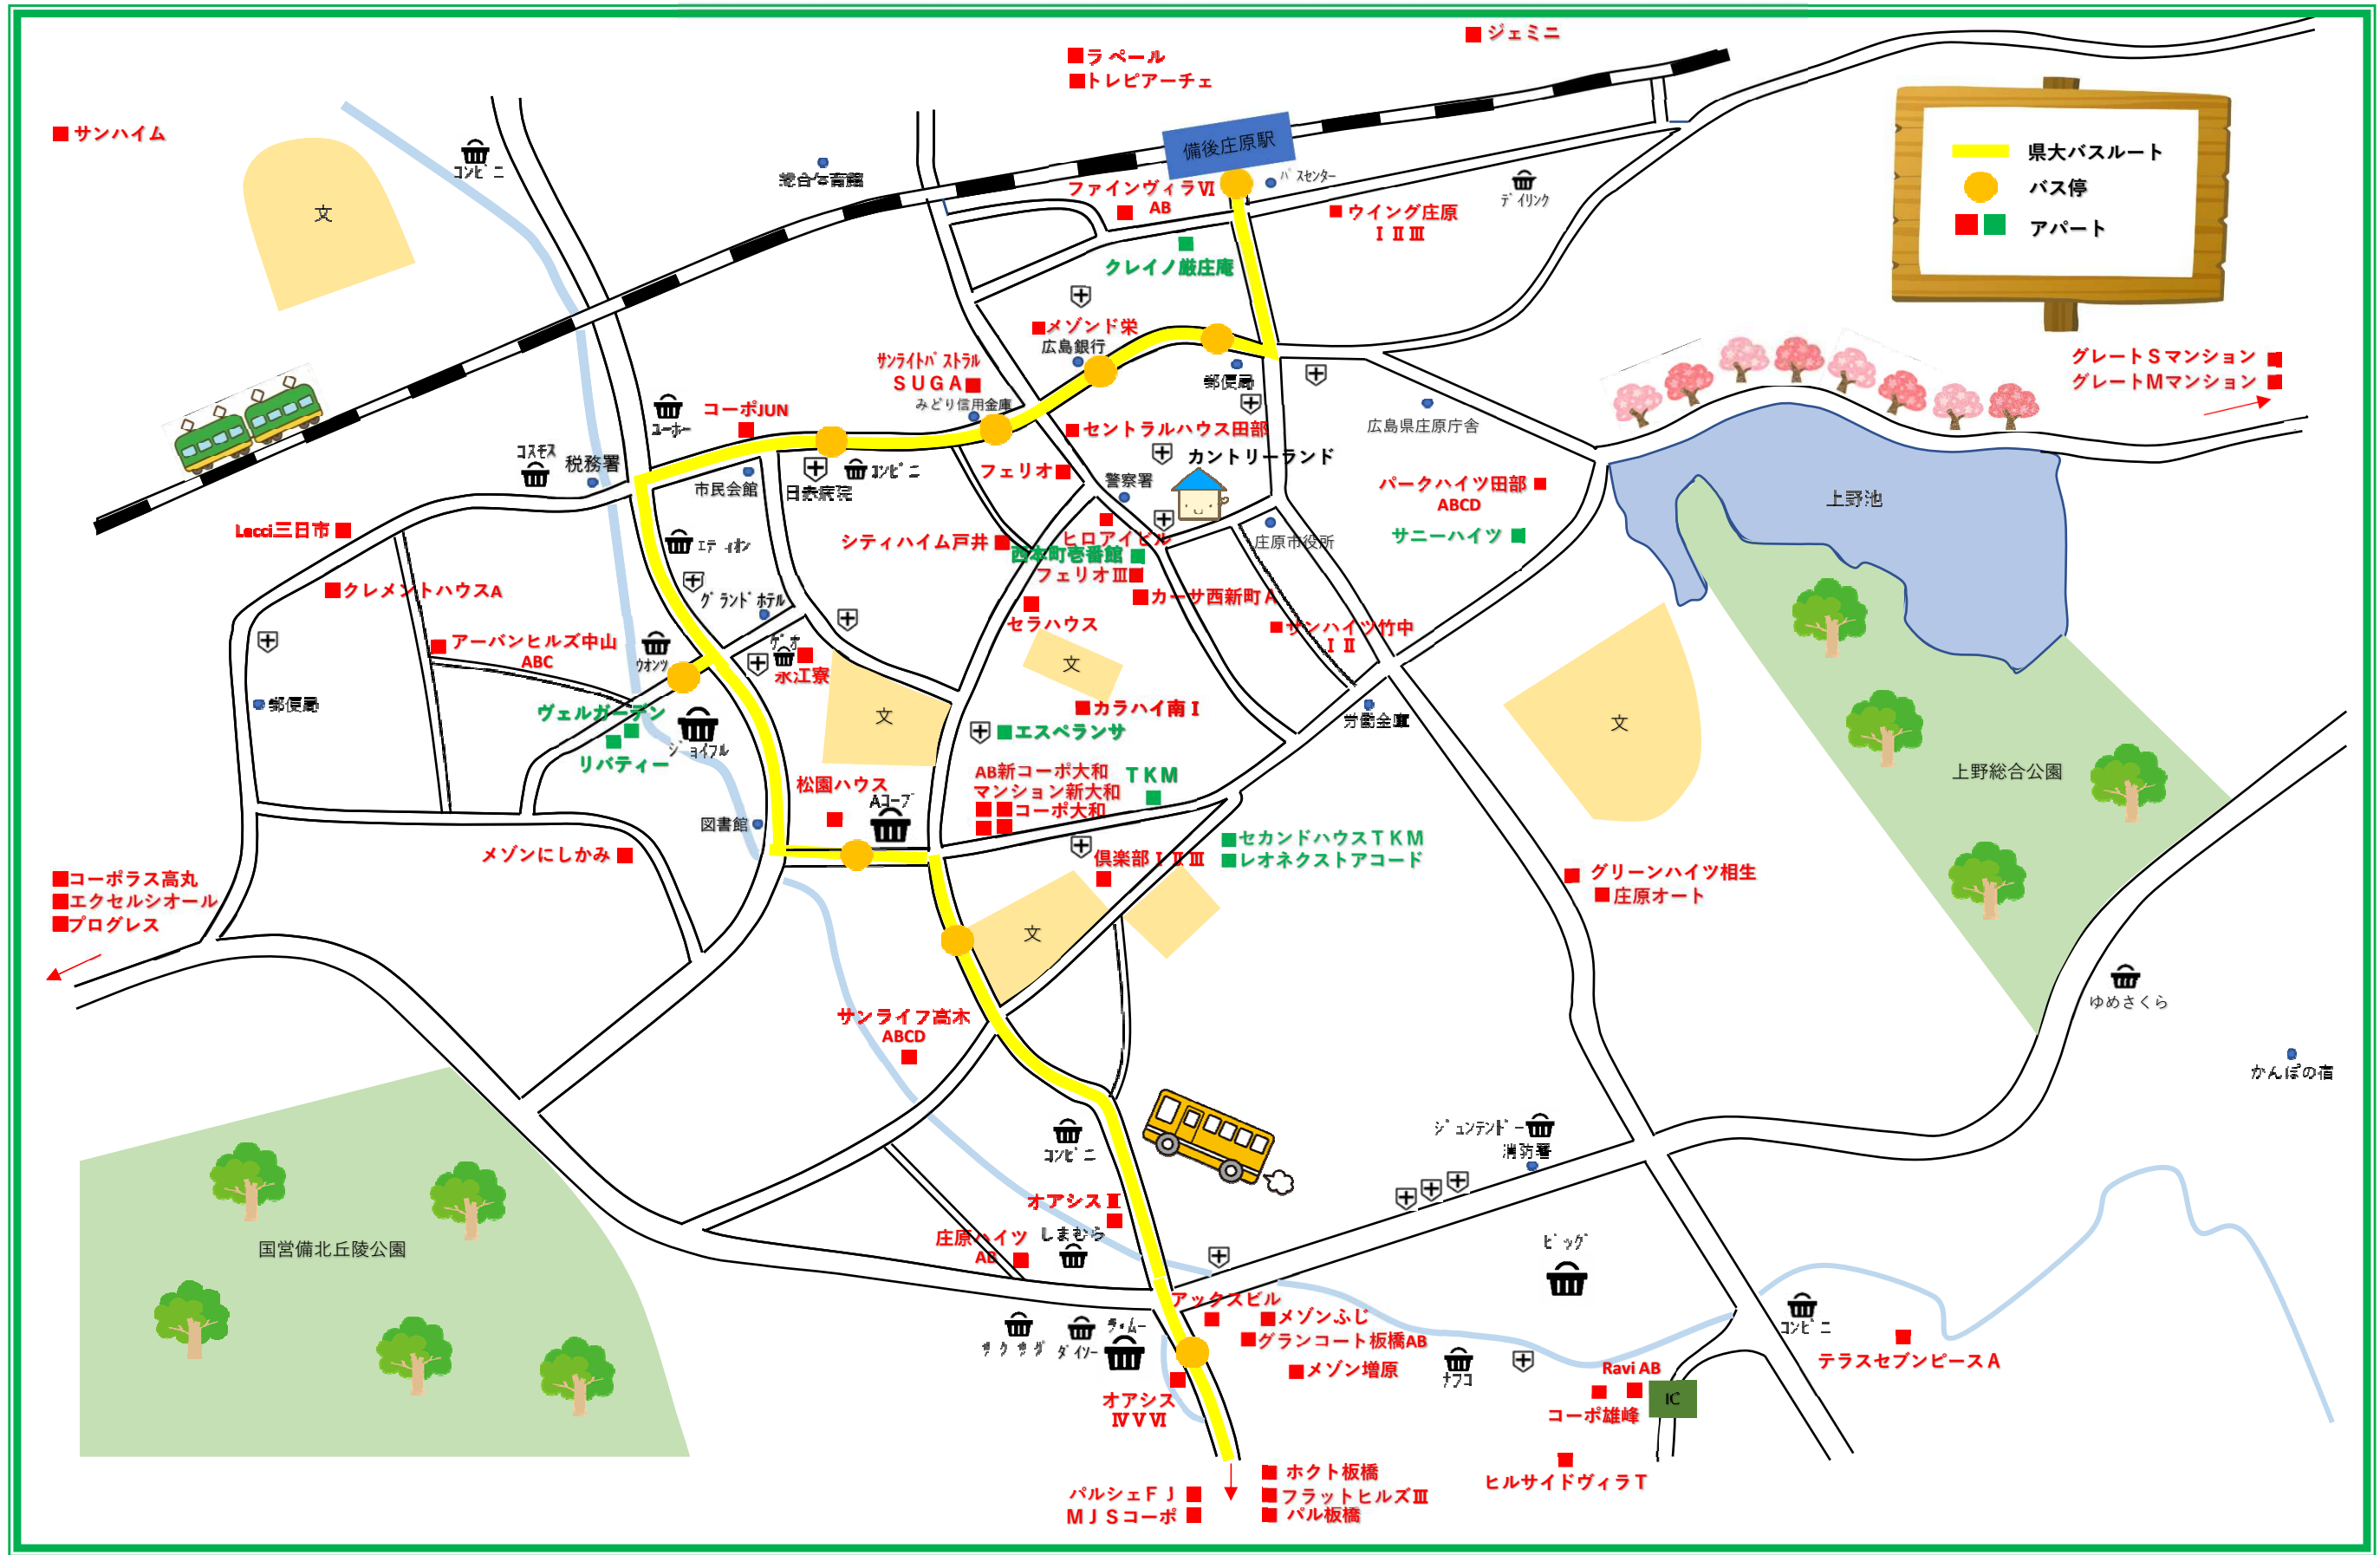 ジェミニ
ラ ペール
トレピアーチェ
サンハイム
コンビニ
文
総合体育館
備後庄原駅
バスセンター
ファインヴィラⅥ
AB
デイリンク
ウイング庄原
Ⅰ Ⅱ Ⅲ
クレイノ厳庄庵
県大バスルート
バス停
アパート
メゾンド栄
広島銀行
サンライトパストラル
ＳＵＧＡ
みどり信用金庫
郵便局
グレートＳマンション
グレートＭマンション
コーポJUN
ユーホー
コスモス
税務署
市民会館
日赤病院
コンビニ
セントラルハウス田部
フェリオ
カントリーランド
警察署
広島県庄原庁舎
パークハイツ田部
ABCD
サニーハイツ
上野池
Lacci三日市
エディオン
シティハイム戸井
ヒロアイビル
西本町壱番館
フェリオⅢ
庄原市役所
カーサ西新町Ａ
クレメントハウスA
グランドホテル
セラハウス
サンハイツ竹中
Ⅰ Ⅱ
アーバンヒルズ中山
ABC
ウオンツ
ゲオ
永江寮
文
郵便局
ヴェルガーデン
リバティー
ジョイフル
文
カラハイ南Ⅰ
エスペランサ
労働金庫
文
上野総合公園
松園ハウス
Aコープ
AB新コーポ大和
マンション新大和
コーポ大和
ＴＫＭ
図書館
メゾンにしかみ
倶楽部ⅠⅡⅢ
セカンドハウスＴＫＭ
レオネクストアコード
グリーンハイツ相生
庄原オート
コーポラス高丸
エクセルシオール
プログレス
文
サンライフ高木
ABCD
ゆめさくら
かんぽの宿
コンビニ
ジュンテンドー
消防署
国営備北丘陵公園
オアシスⅡ
庄原ハイツ
AB
しまむら
ビッグ
アックスビル
メゾンふじ
グランコート板橋AB
メゾン増原
ザグザグ
ダイソー
ラ・ムー
オアシス
ⅣⅤⅥ
ナフコ
Ravi AB
コーポ雄峰
IC
コンビニ
テラスセブンピースＡ
ヒルサイドヴィラＴ
パルシェＦＪ
ＭＪＳコーポ
ホクト板橋
フラットヒルズⅢ
パル板橋